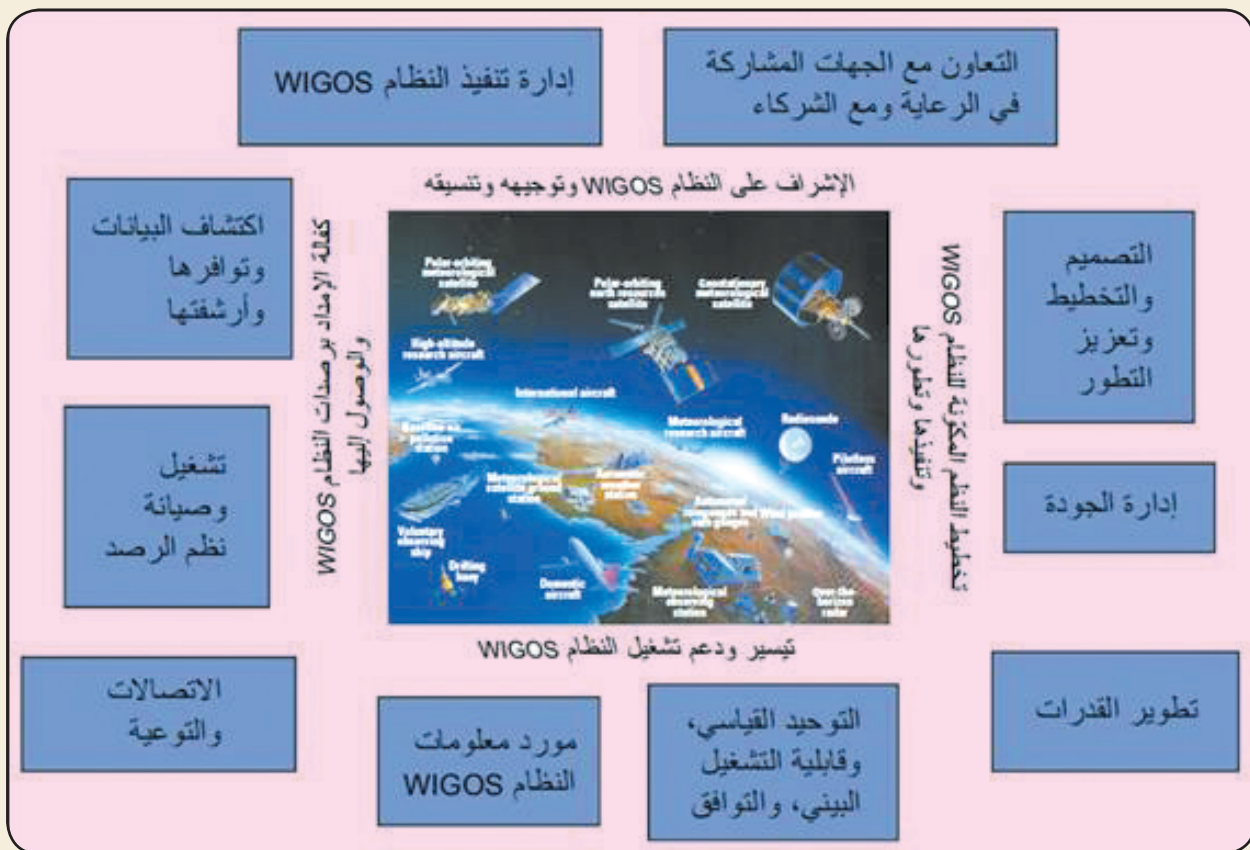 التعاون مع الجهات المشاركة
في الرعاية ومع الشركاء
إدارة تنفيذ النظام WIGOS
الإشراف على النظام WIGOS وتوجيهه وتنسيقه
التصميم
والتخطيط
وتعزيز
التطور
إدارة الجودة
تطوير القدرات
تخطيط النظم المكوّنة للنظام WIGOS
وتنفيذها وتطورها
Polar-orbiting
meteorological
satellite
Polar-orbiting
earth resources
satellite
Geostationary
meteorological
satellite
High-altitude
research aircraft
International aircraft
Meteorological
research aircraft
Radiosonde
Pilotless
aircraft
pollution
station
Meteorological
satellite ground
station
weather
station
Voluntary
observing
ship
Drifting
buoy
Domestic
aircraft
Meteorological
observing
station
Over-the-
horizon
radar
كفالة الإمداد برصدات النظام WIGOS
والوصول إليها
اكتشاف البيانات
وتوافرها
وأرشفتها
تشغيل
وصيانة
نظم الرصد
الاتصالات
والتوعية
تيسير ودعم تشغيل النظام WIGOS
التوحيد القياسي،
وقابلية التشغيل
البيني، والتوافق
مورد معلومات
النظام WIGOS